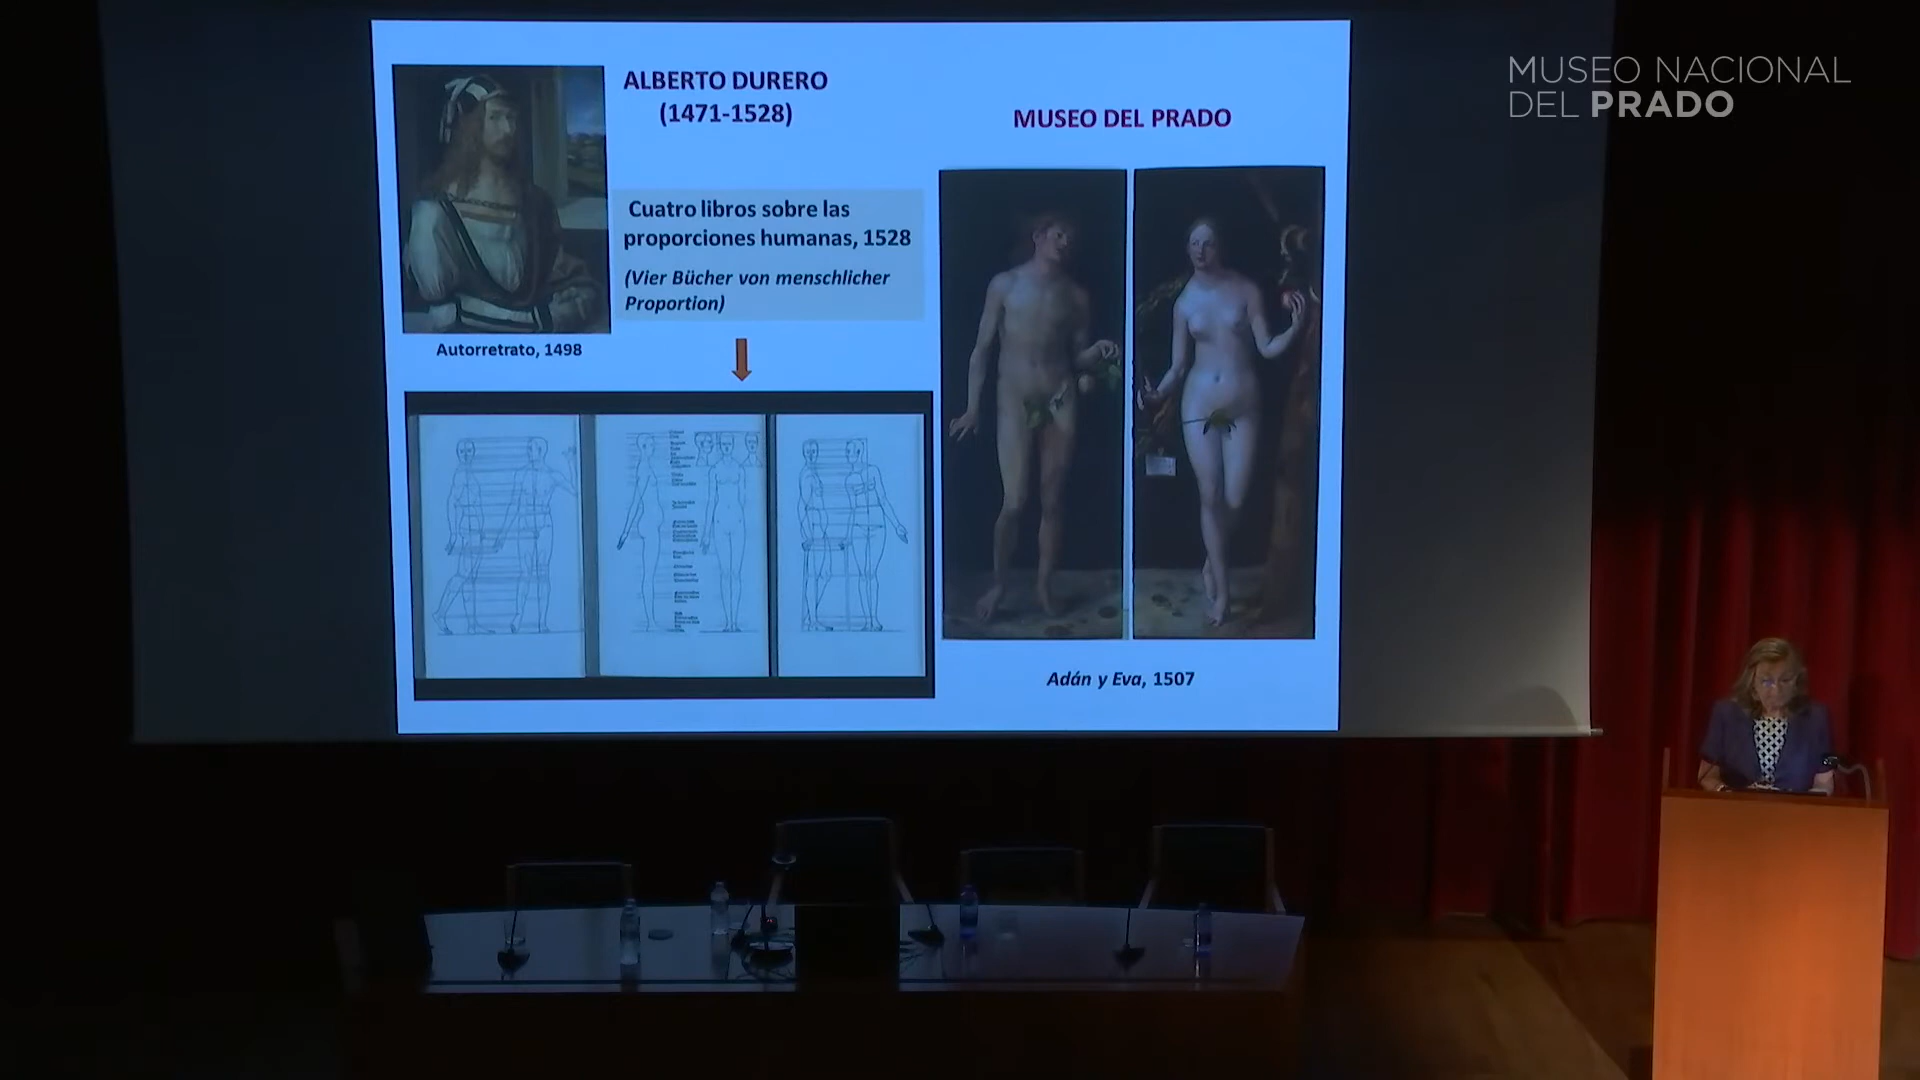 MUSEO NACIONAL
DEL PRADO
ALBERTO DURERO
(1471-1528)
MUSEO DEL PRADO
Cuatro libros sobre las
proporciones humanas, 1528
(Vier Bücher von menschlicher
Proportion)
Autorretrato, 1498
Adán y Eva, 1507